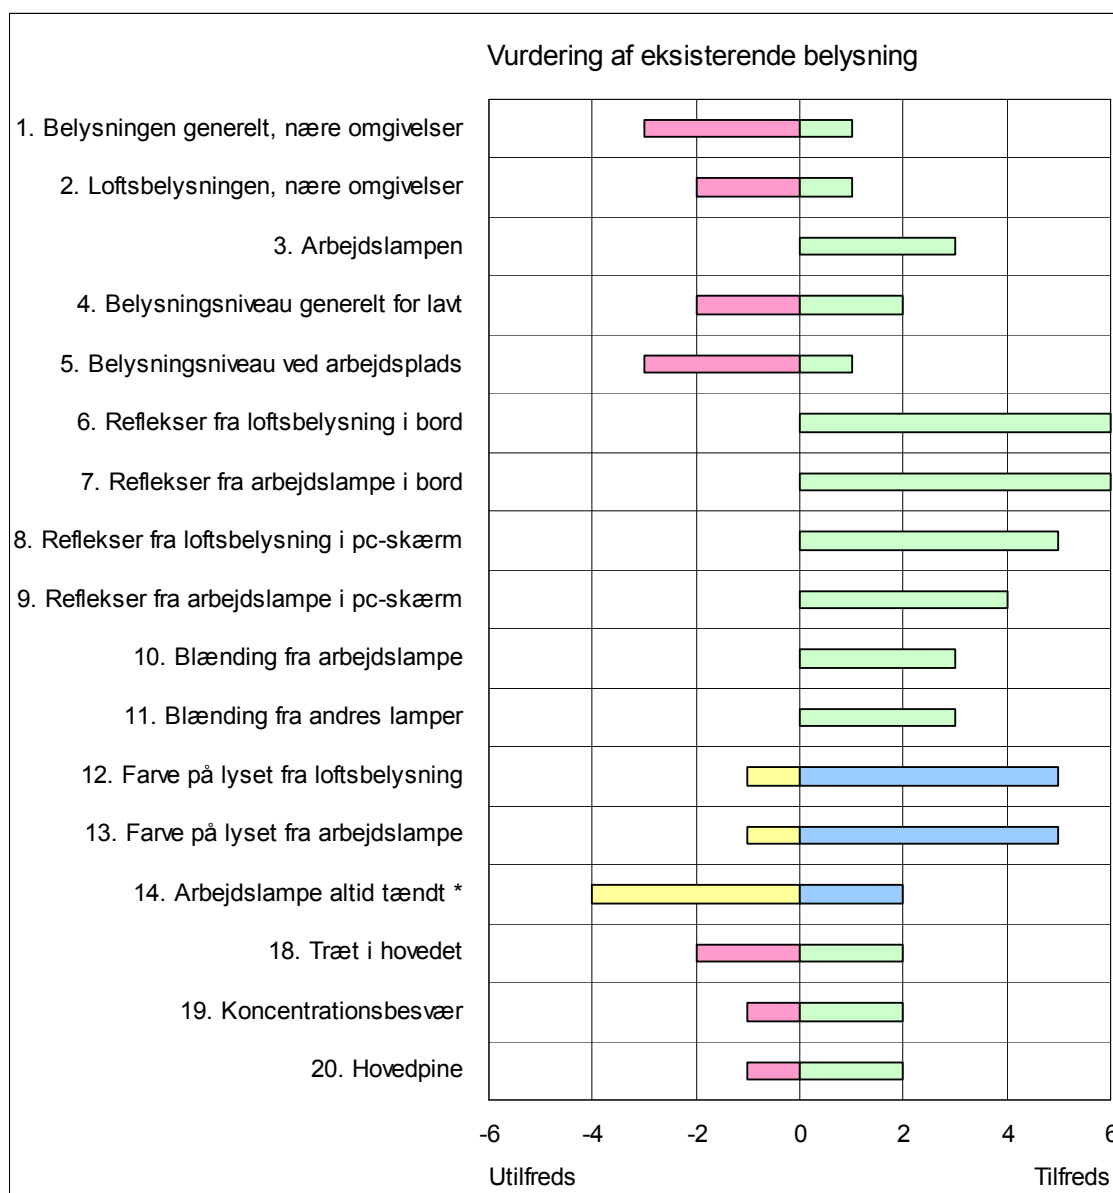 Vurdering af eksisterende belysning
1. Belysningen generelt, nære omgivelser
2. Loftsbelysningen, nære omgivelser
3. Arbejdslampen
4. Belysningsniveau generelt for lavt
5. Belysningsniveau ved arbejdsplads
6. Reflekser fra loftsbelysning i bord
7. Reflekser fra arbejdslampe i bord
8. Reflekser fra loftsbelysning i pc-skærm
9. Reflekser fra arbejdslampe i pc-skærm
10. Blænding fra arbejdslampe
11. Blænding fra andres lamper
12. Farve på lyset fra loftsbelysning
13. Farve på lyset fra arbejdslampe
14. Arbejdslampe altid tændt *
18. Træt i hovedet
19. Koncentrationsbesvær
20. Hovedpine
-6 -4 -2 0 2 4 6
Utilfreds Tilfreds